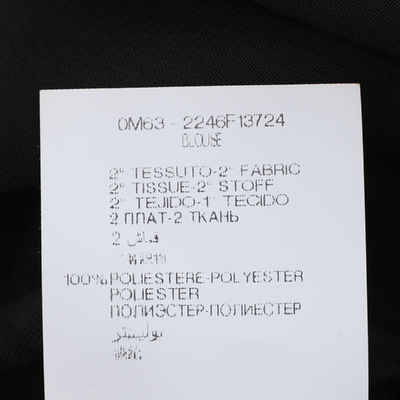 0M63 - 2246F13724
BLOUSE
2° TESSUTO-2° FABRIC
2° TISSUE-2° STOFF
2° TEJIDO-1° TECIDO
2 ПЛАТ-2 ТКАНЬ
قماش 2
100%POLIESTERE-POLYESTER
POLIESTER
ПОЛИЭСТЕР-ПОЛИЕСТЕР
بوليستر